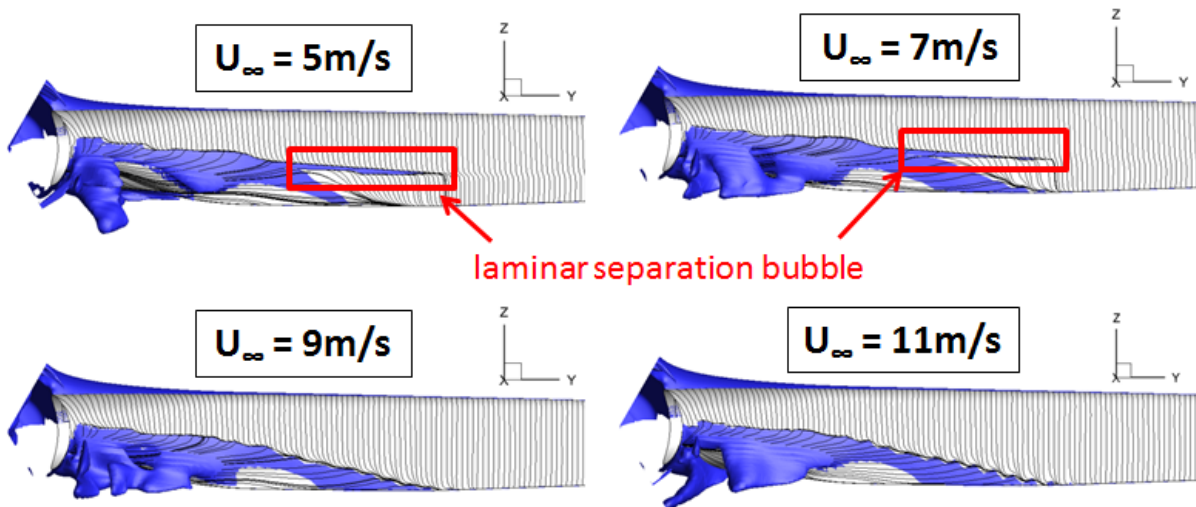 U∞ = 5m/s
Z
X
Y
U∞ = 7m/s
Z
X
Y
laminar separation bubble
U∞ = 9m/s
Z
X
Y
U∞ = 11m/s
Z
X
Y